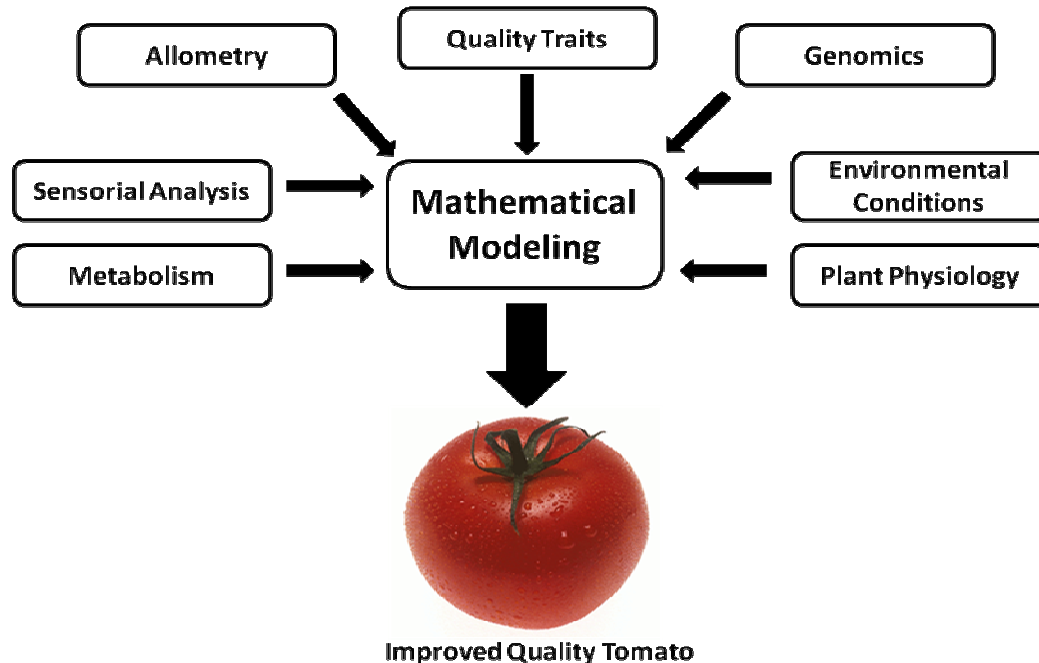 Allometry
Quality Traits
Genomics
Sensorial Analysis
Mathematical
Modeling
Environmental
Conditions
Metabolism
Plant Physiology
Improved Quality Tomato